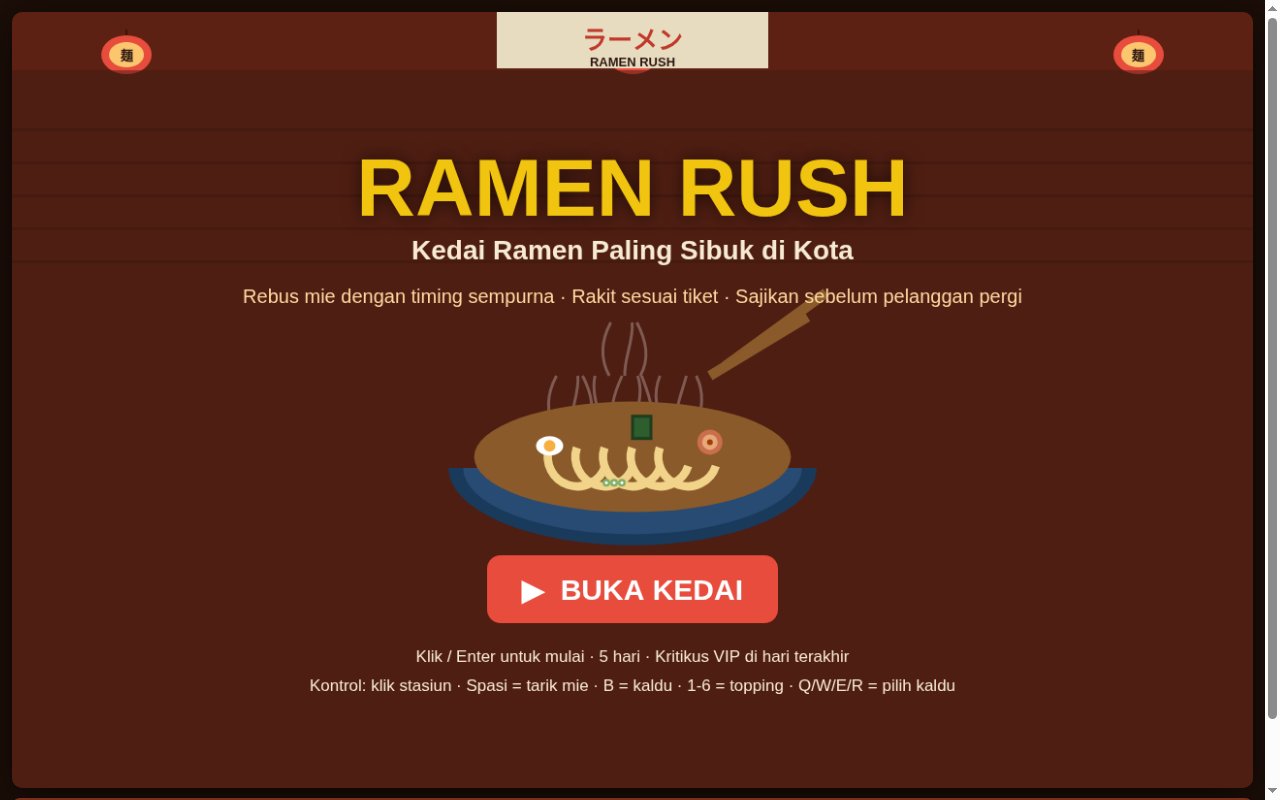 ラーメン
RAMEN RUSH
麺
麺
RAMEN RUSH
Kedai Ramen Paling Sibuk di Kota
Rebus mie dengan timing sempurna · Rakit sesuai tiket · Sajikan sebelum pelanggan pergi
▶ BUKA KEDAI
Klik / Enter untuk mulai · 5 hari · Kritikus VIP di hari terakhir
Kontrol: klik stasiun · Spasi = tarik mie · B = kaldu · 1-6 = topping · Q/W/E/R = pilih kaldu